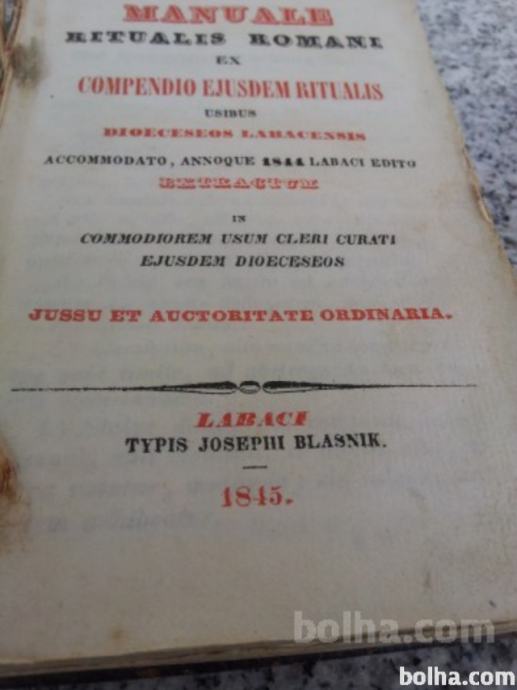 MANUALE
RITUALIS ROMANI
EX
COMPENDIO EJUSDEM RITUALIS
USIBUS
DIOECESEOS LABACENSIS
ACCOMMODATO, ANNOQUE 1844 LABACI EDITO
EXTRACTUM
IN
COMMODIOREM USUM CLERI CURATI
EJUSDEM DIOECESEOS
JUSSU ET AUCTORITATE ORDINARIA.
LABACI
TYPIS JOSEPHI BLASNIK.
1845.
bolha.com
bolha.com